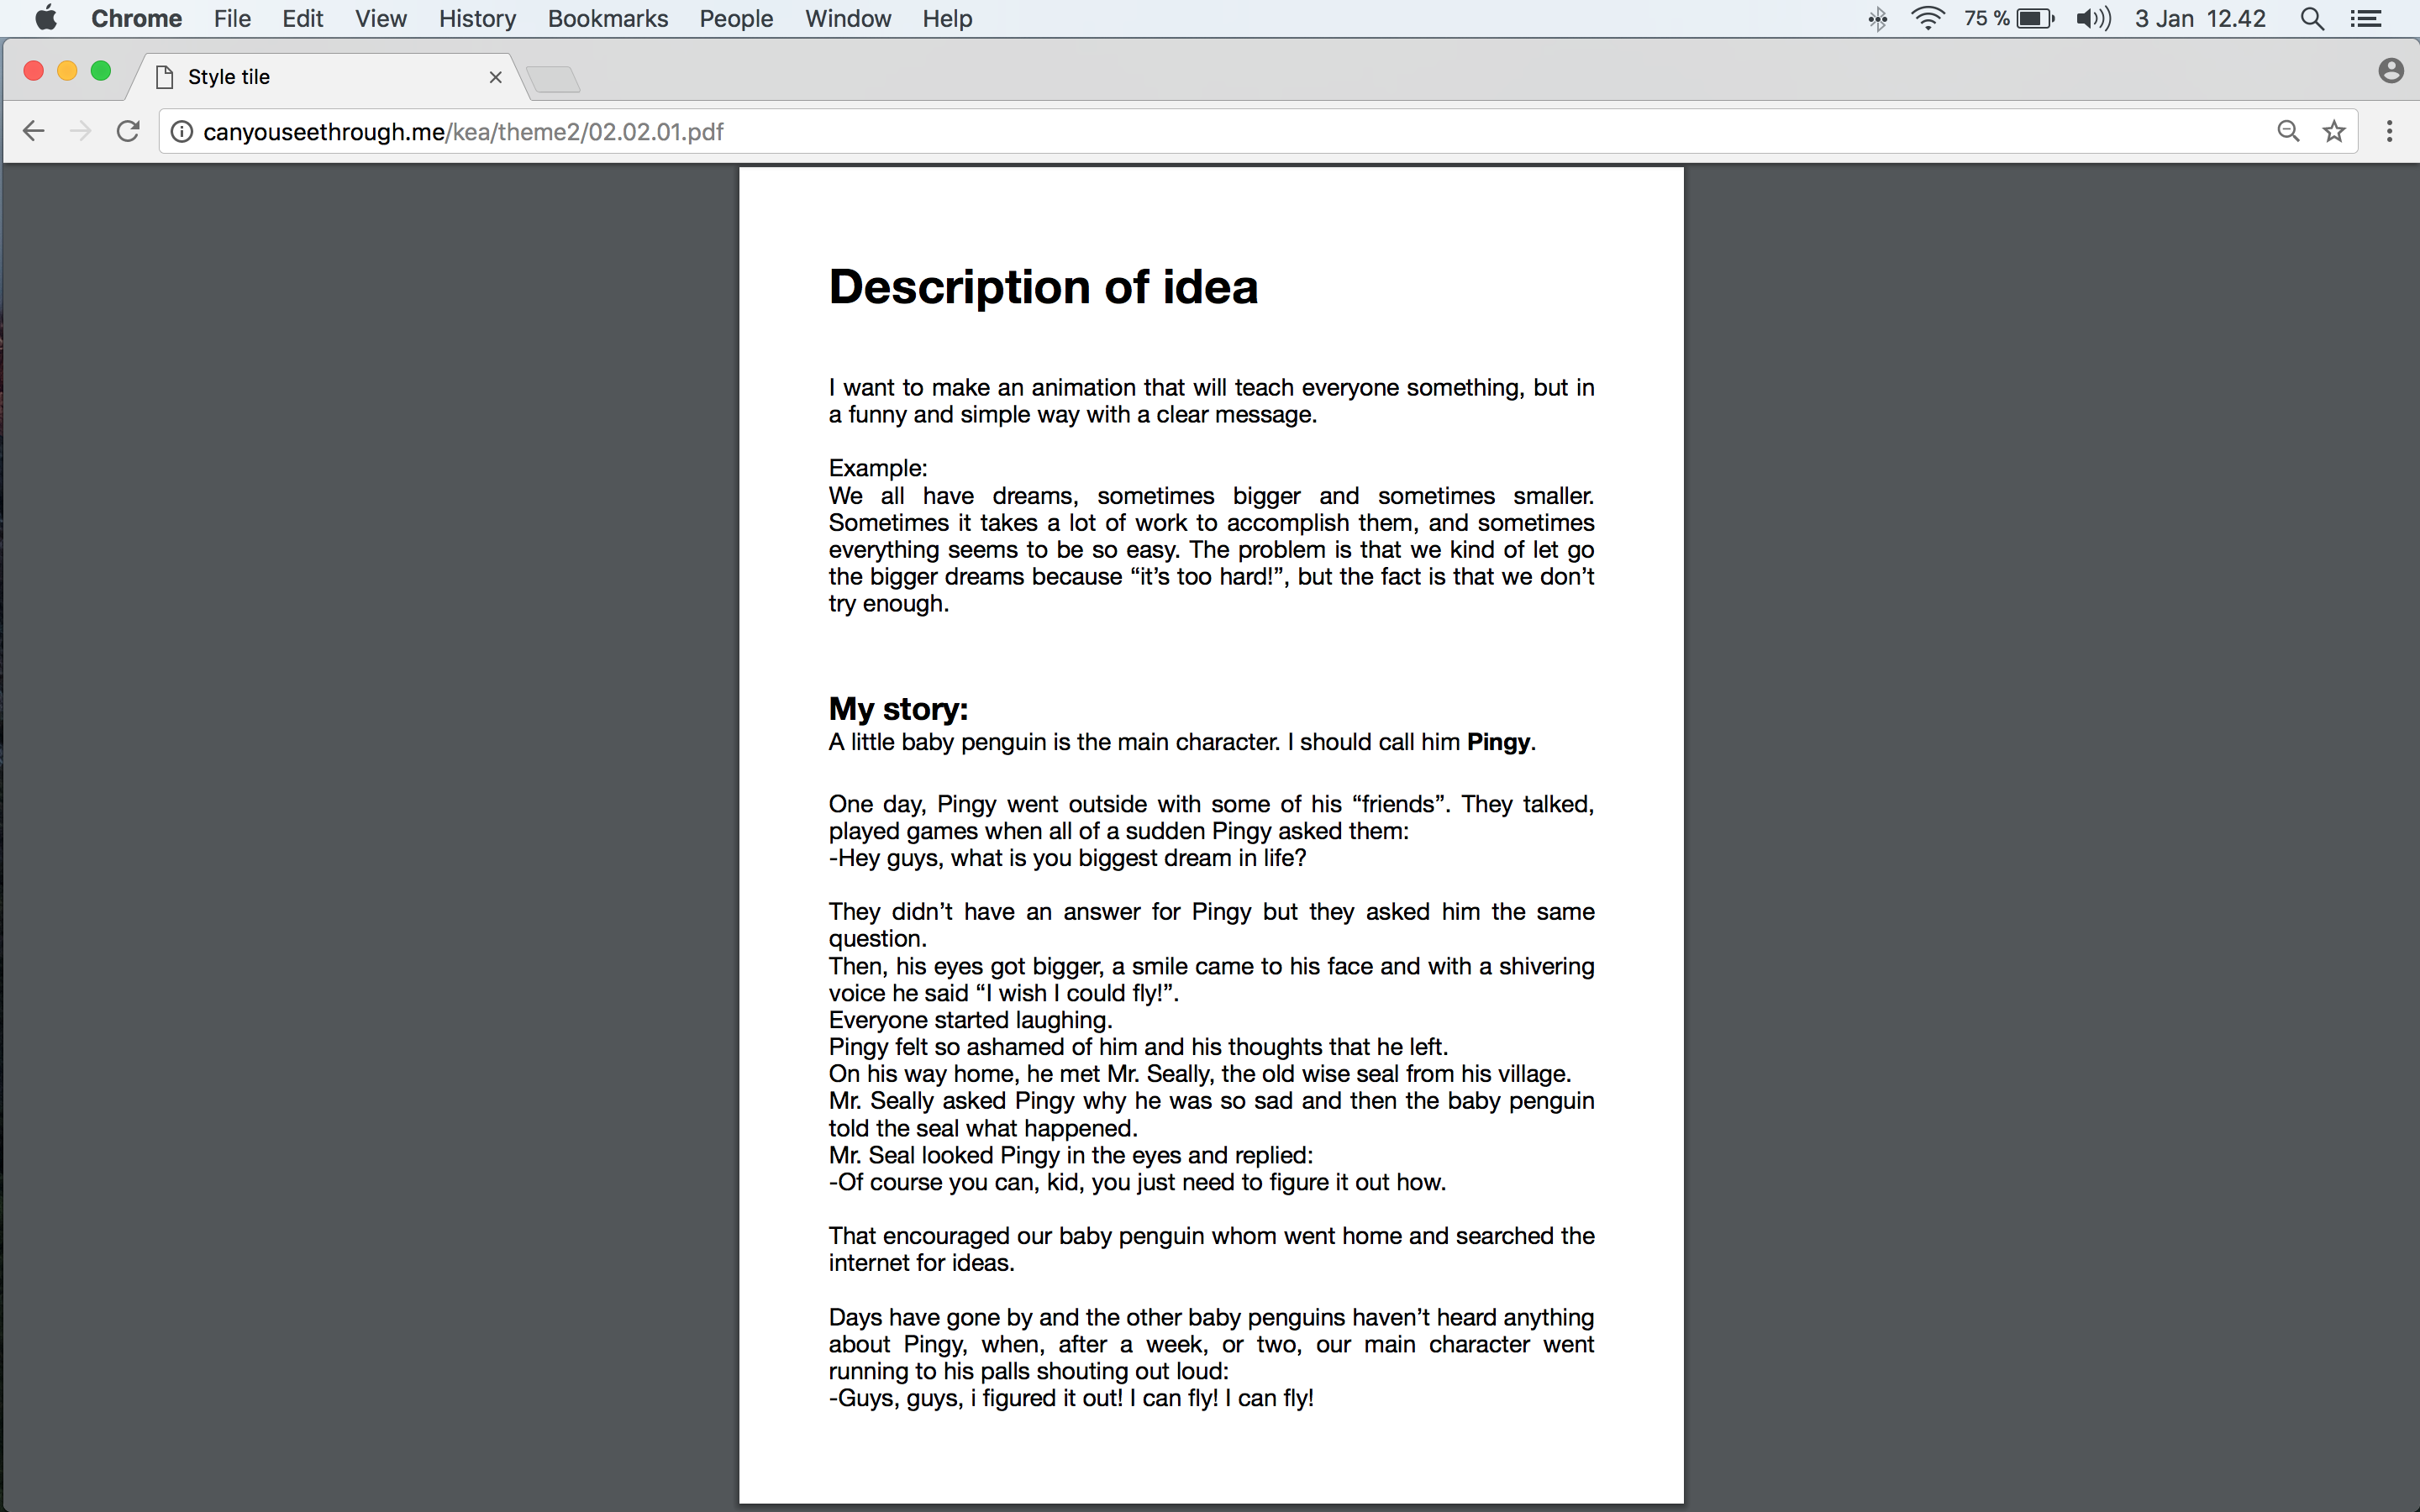 Chrome File Edit View History Bookmarks People Window Help 75 % 3 Jan 12.42
Style tile
canyouseethrough.me/kea/theme2/02.02.01.pdf
Description of idea
I want to make an animation that will teach everyone something, but in
a funny and simple way with a clear message.
Example:
We all have dreams, sometimes bigger and sometimes smaller.
Sometimes it takes a lot of work to accomplish them, and sometimes
everything seems to be so easy. The problem is that we kind of let go
the bigger dreams because “it’s too hard!”, but the fact is that we don’t
try enough.
My story:
A little baby penguin is the main character. I should call him Pingy.
One day, Pingy went outside with some of his “friends”. They talked,
played games when all of a sudden Pingy asked them:
-Hey guys, what is you biggest dream in life?
They didn’t have an answer for Pingy but they asked him the same
question.
Then, his eyes got bigger, a smile came to his face and with a shivering
voice he said “I wish I could fly!”.
Everyone started laughing.
Pingy felt so ashamed of him and his thoughts that he left.
On his way home, he met Mr. Seally, the old wise seal from his village.
Mr. Seally asked Pingy why he was so sad and then the baby penguin
told the seal what happened.
Mr. Seal looked Pingy in the eyes and replied:
-Of course you can, kid, you just need to figure it out how.
That encouraged our baby penguin whom went home and searched the
internet for ideas.
Days have gone by and the other baby penguins haven’t heard anything
about Pingy, when, after a week, or two, our main character went
running to his palls shouting out loud:
-Guys, guys, i figured it out! I can fly! I can fly!